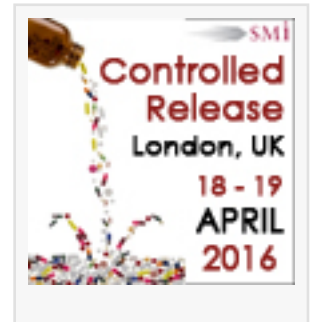 SMi
Controlled
Release
London, UK
18 - 19
APRIL
2016